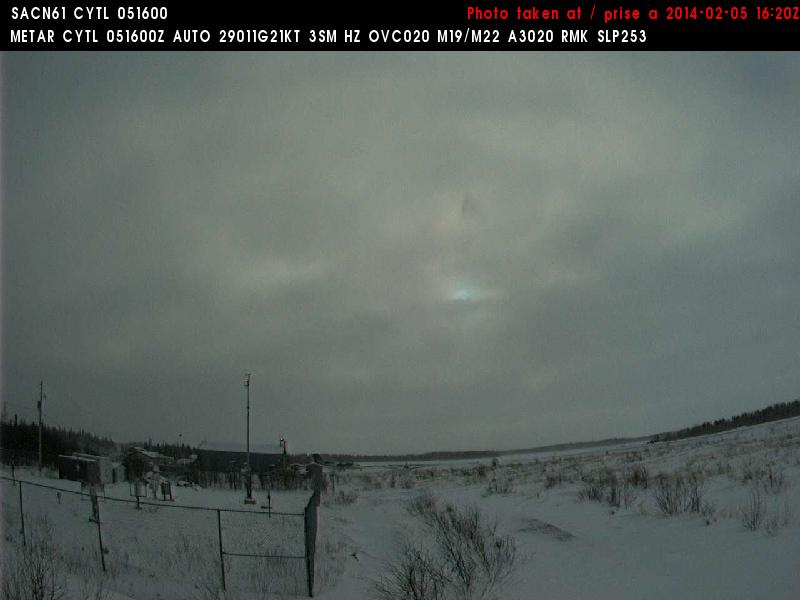 SACN61 CYTL 051600
Photo taken at / prise a 2014-02-05 16:20Z
METAR CYTL 051600Z AUTO 29011G21KT 3SM HZ OVC020 M19/M22 A3020 RMK SLP253